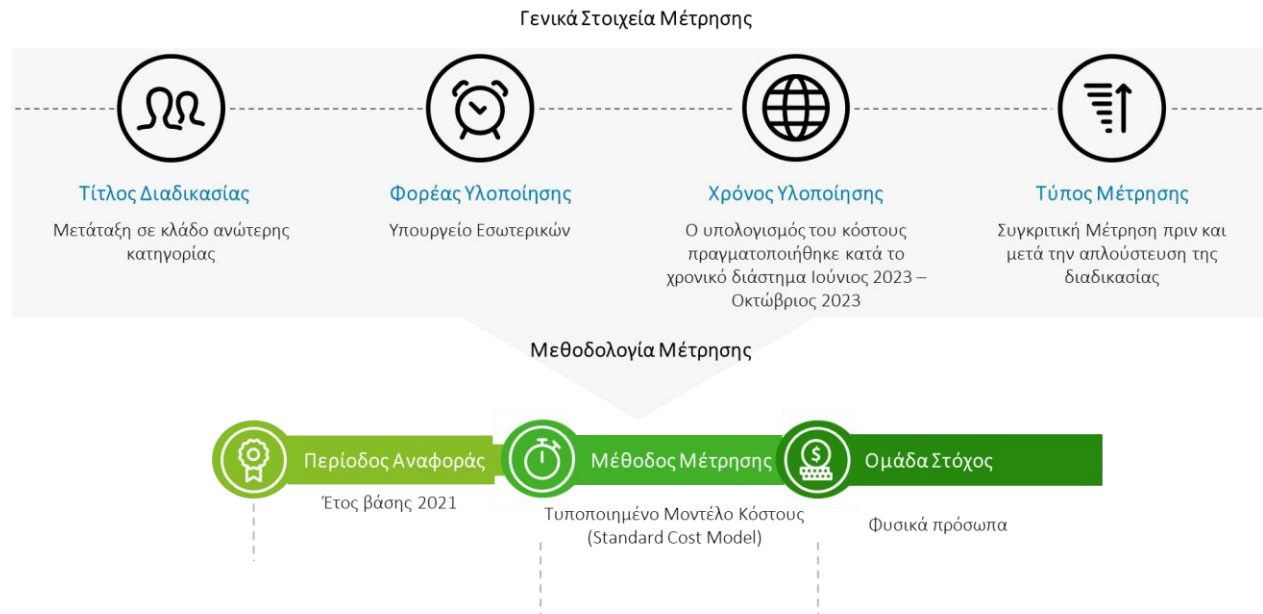 Γενικά Στοιχεία Μέτρησης
Τίτλος Διαδικασίας
Μετάταξη σε κλάδο ανώτερης
κατηγορίας
Φορέας Υλοποίησης
Υπουργείο Εσωτερικών
Χρόνος Υλοποίησης
Ο υπολογισμός του κόστους
πραγματοποιήθηκε κατά το
χρονικό διάστημα Ιούνιος 2023 –
Οκτώβριος 2023
Τύπος Μέτρησης
Συγκριτική Μέτρηση πριν και
μετά την απλούστευση της
διαδικασίας
Μεθοδολογία Μέτρησης
Περίοδος Αναφοράς
Έτος βάσης 2021
Μέθοδος Μέτρησης
Τυποποιημένο Μοντέλο Κόστους
(Standard Cost Model)
$
Ομάδα Στόχος
Φυσικά πρόσωπα